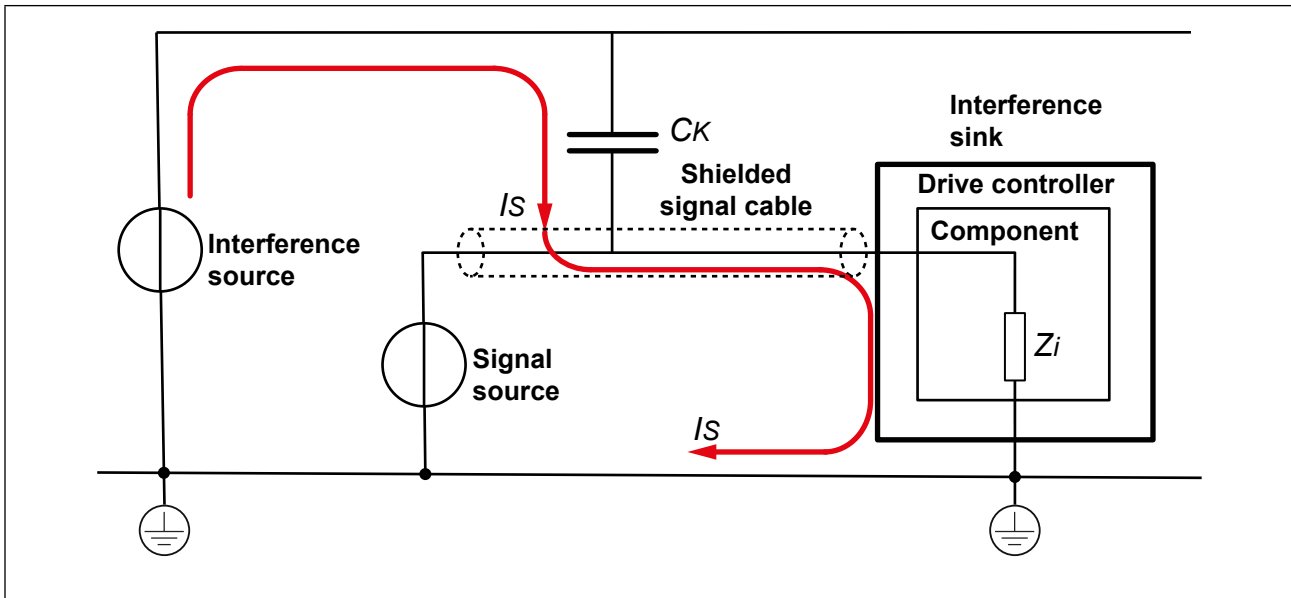 Interference
sink
CK
Shielded
signal cable
Drive controller
Component
IS
Interference
source
Zi
Signal
source
IS